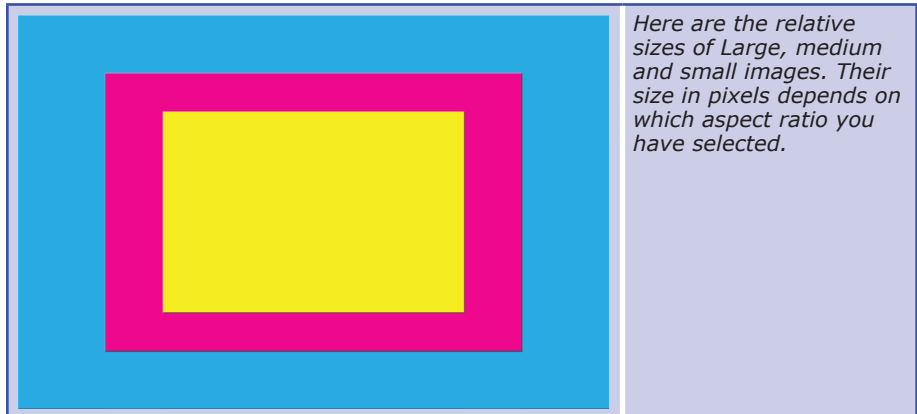 Here are the relative
sizes of Large, medium
and small images. Their
size in pixels depends on
which aspect ratio you
have selected.